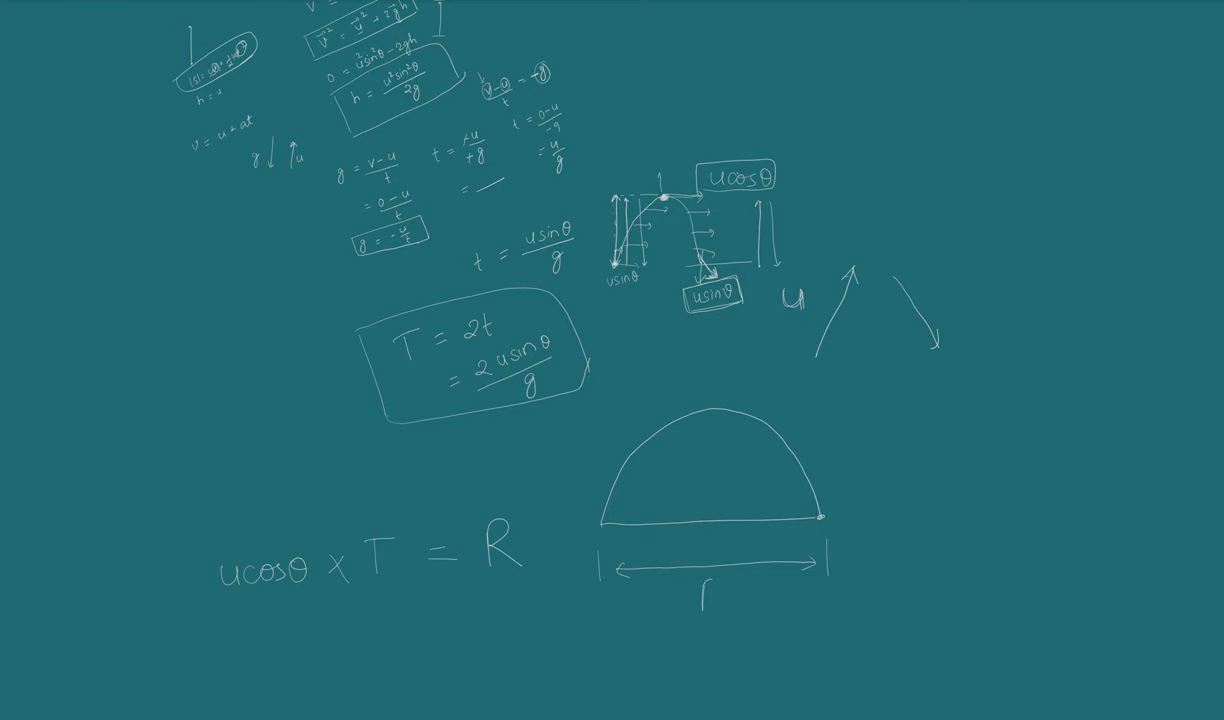 V =
V² = u² + 2gh
0 = u²sin²θ - 2gh
h = u²sin²θ / 2g
h = u
v = u + at
g u
g = v - u / t
= 0 - u / t
g = - u / t
t = +u / +g
=
v - u / t = -g
t = 0 - u / -g
= u / g
t = usinθ / g
T = 2t
= 2usinθ / g
ucosθ
usinθ
usinθ
u
ucosθ × T = R